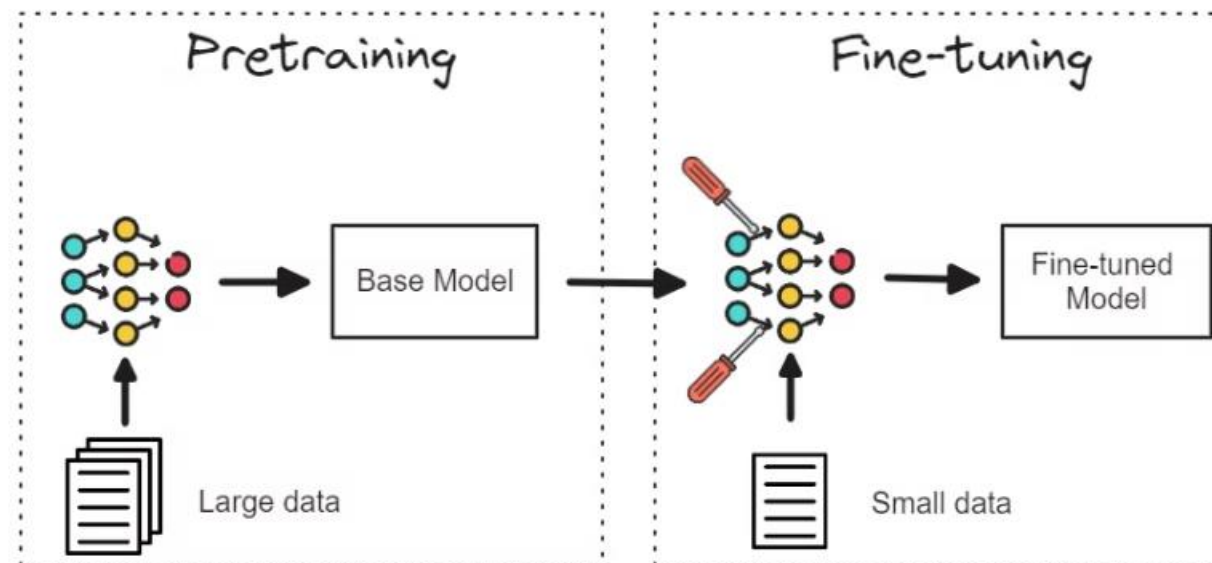 Pretraining
Fine-tuning
Base Model
Fine-tuned
Model
Large data
Small data